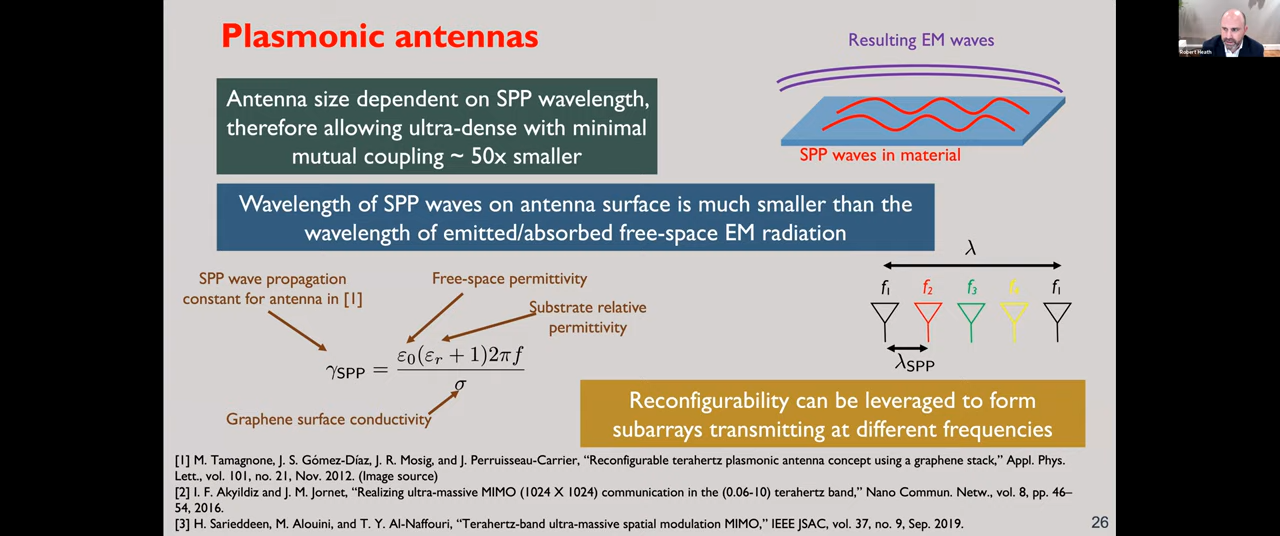 Plasmonic antennas
Resulting EM waves
Robert Heath
Antenna size dependent on SPP wavelength,
therefore allowing ultra-dense with minimal
mutual coupling ~ 50x smaller
SPP waves in material
Wavelength of SPP waves on antenna surface is much smaller than the
wavelength of emitted/absorbed free-space EM radiation
λ
SPP wave propagation
constant for antenna in [1]
Free-space permittivity
Substrate relative
permittivity
f₁ f₂ f₃ f₄ f₁
λSPP
γSPP = ε₀(εᵣ + 1)2πf / σ
Graphene surface conductivity
Reconfigurability can be leveraged to form
subarrays transmitting at different frequencies
[1] M. Tamagnone, J. S. Gómez-Díaz, J. R. Mosig, and J. Perruisseau-Carrier, “Reconfigurable terahertz plasmonic antenna concept using a graphene stack,” Appl. Phys.
Lett., vol. 101, no. 21, Nov. 2012. (Image source)
[2] I. F. Akyildiz and J. M. Jornet, “Realizing ultra-massive MIMO (1024 X 1024) communication in the (0.06-10) terahertz band,” Nano Commun. Netw., vol. 8, pp. 46–
54, 2016.
[3] H. Sarieddeen, M. Alouini, and T. Y. Al-Naffouri, “Terahertz-band ultra-massive spatial modulation MIMO,” IEEE JSAC, vol. 37, no. 9, Sep. 2019.
26